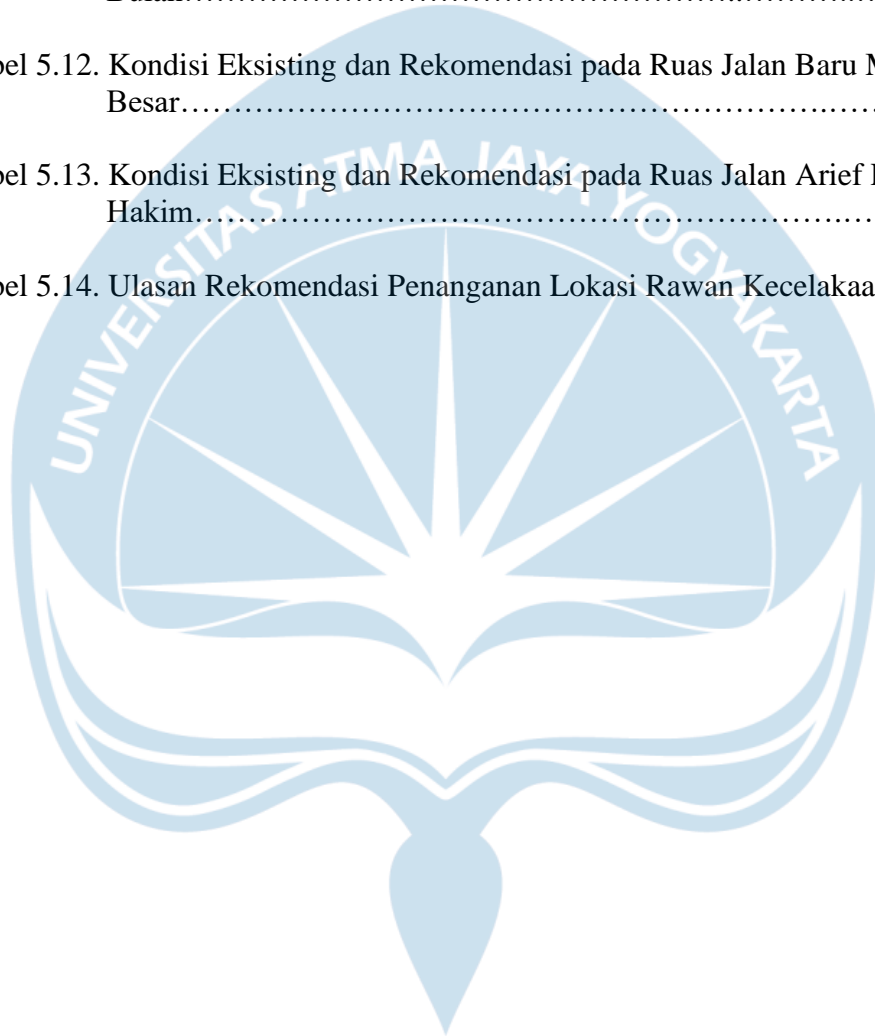 bel 5.12. Kondisi Eksisting dan Rekomendasi pada Ruas Jalan Baru
Besar……………………………………………………….……
bel 5.13. Kondisi Eksisting dan Rekomendasi pada Ruas Jalan Arief
Hakim……………………………………………………….…
bel 5.14. Ulasan Rekomendasi Penanganan Lokasi Rawan Kecelakaa
UNIVERSITAS ATMA JAYA YOGYAKARTA